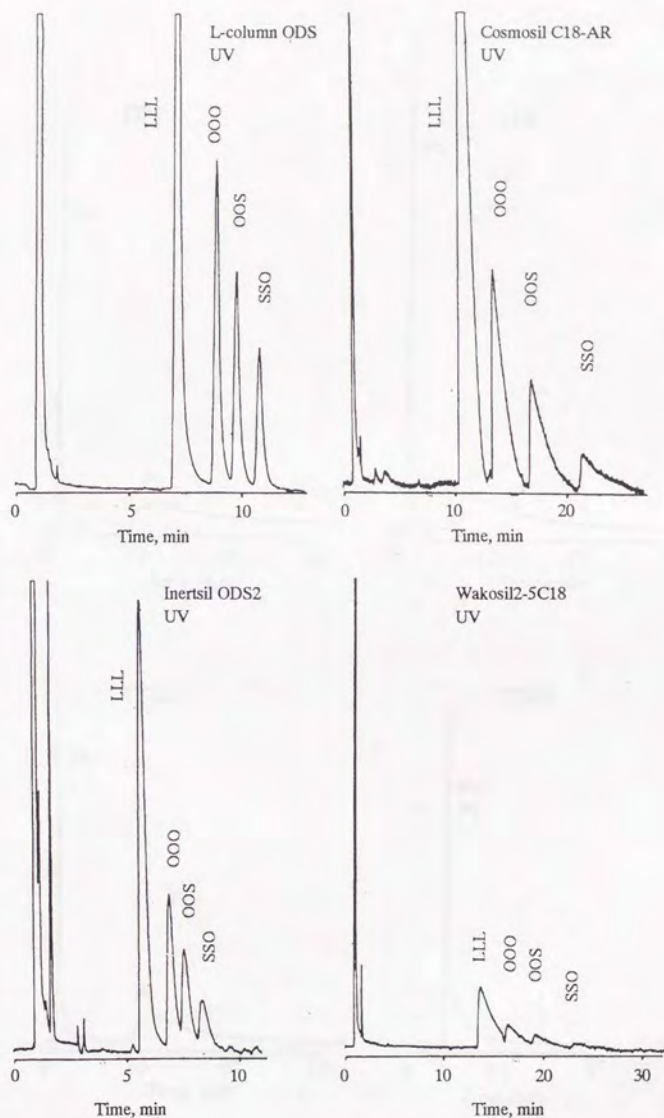 L-column ODS
UV
LLL
OOO
OOS
SSO
0
5
10
Time, min
Cosmosil C18-AR
UV
LLL
OOO
OOS
SSO
0
10
20
Time, min
Inertsil ODS2
UV
LLL
OOO
OOS
SSO
0
5
10
Time, min
Wakosil2-5C18
UV
LLL
OOO
OOS
SSO
0
10
20
30
Time, min